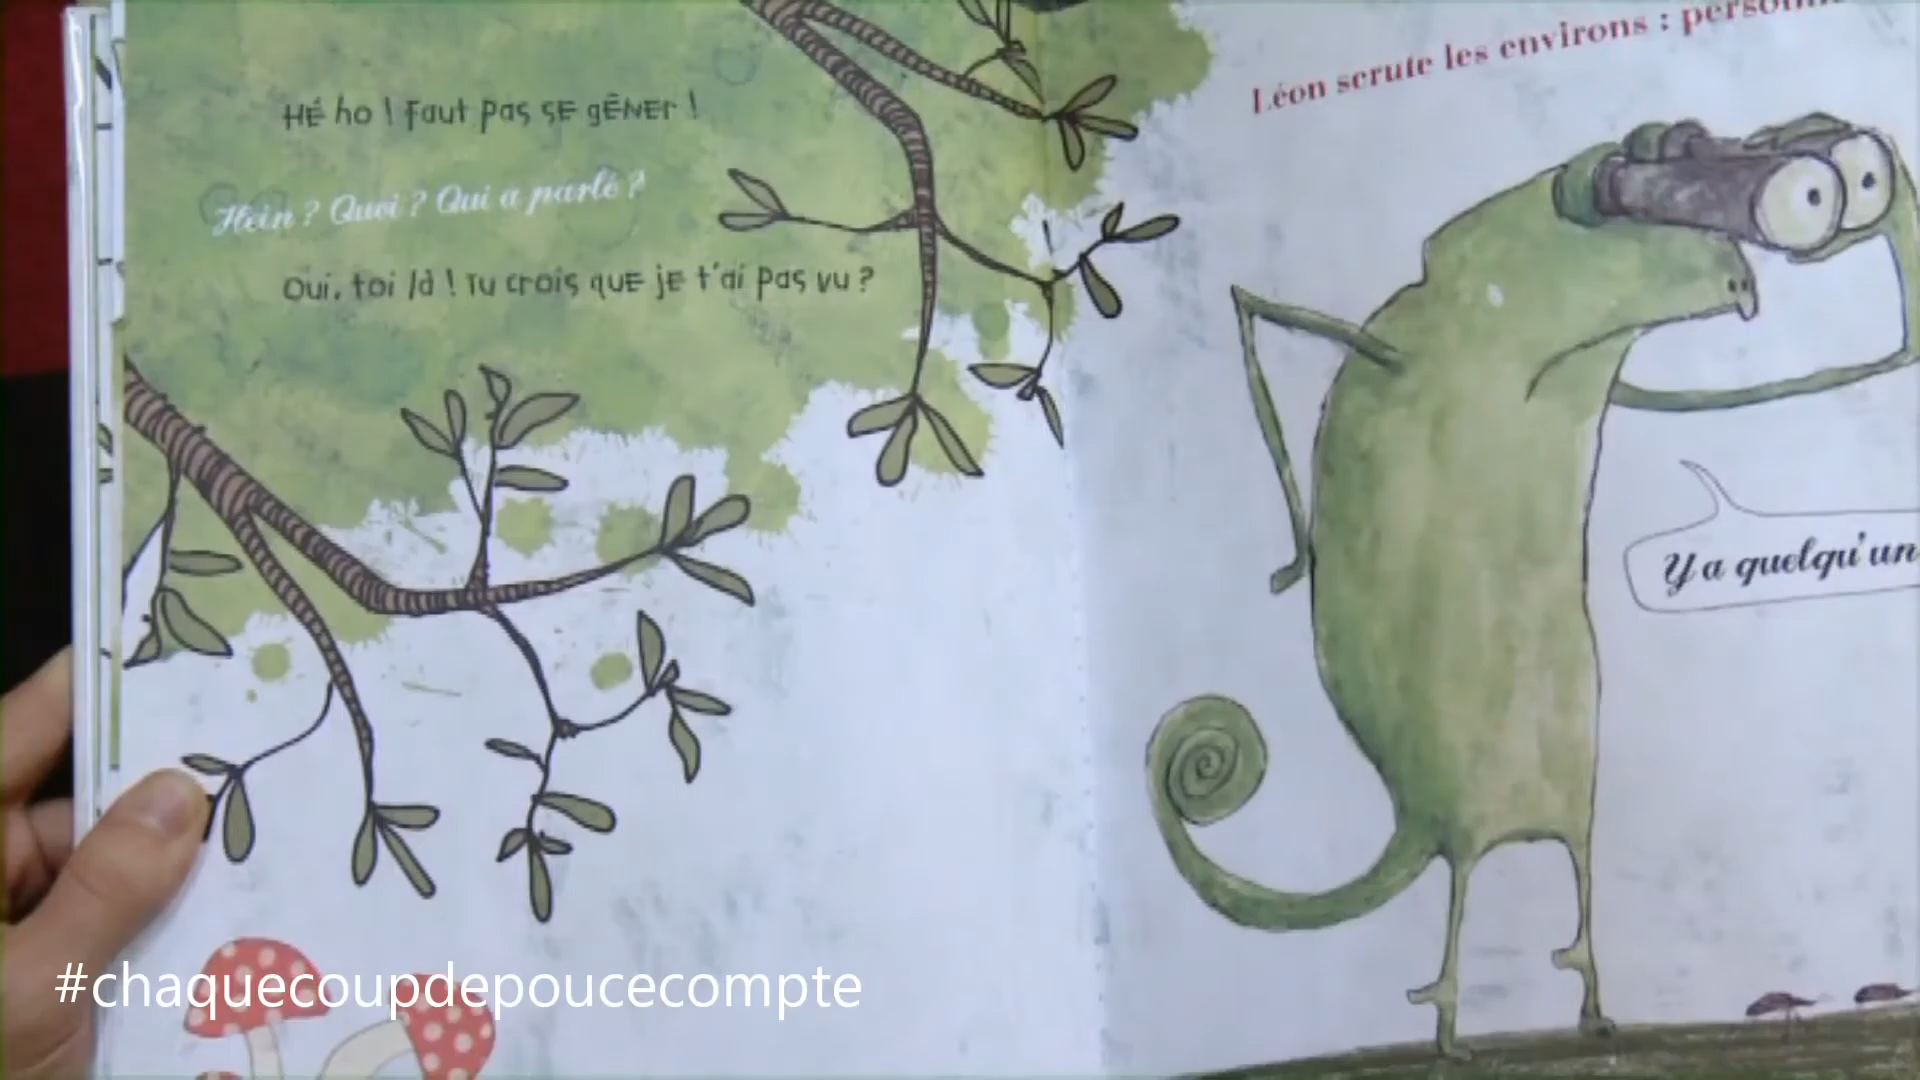 Hé ho ! Faut pas se gêner !
Hein ? Quoi ? Qui a parlé ?
Oui, toi là ! Tu crois que je t'ai pas vu ?
Léon scrute les environs :
Y a quelqu'un
#chaquecoupdepoucecompte